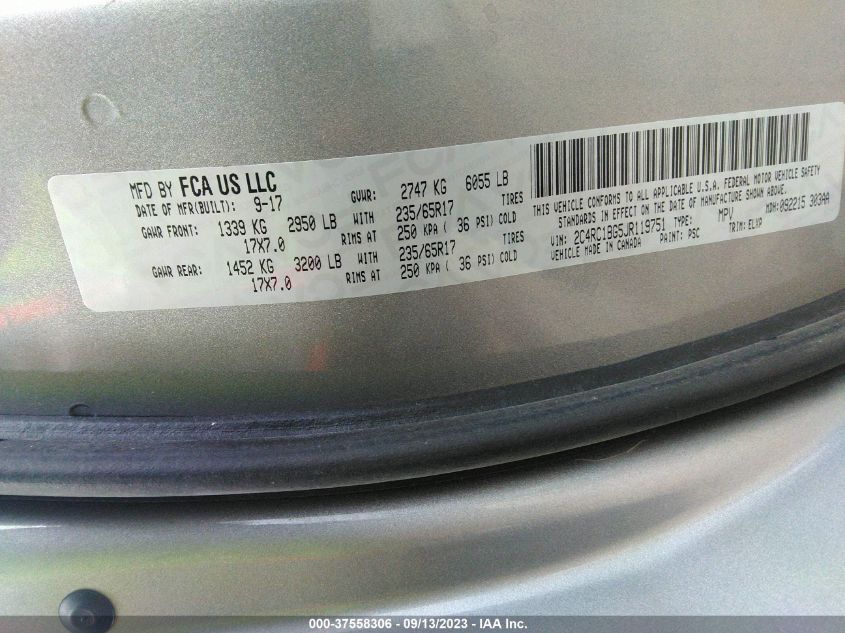 MFD BY FCA US LLC
DATE OF MFR(BUILT): 9-17 GVWR: 2747 KG 6055 LB
GAWR FRONT: 1339 KG 2950 LB WITH 235/65R17 TIRES
17X7.0 RIMS AT 250 KPA ( 36 PSI) COLD
GAWR REAR: 1452 KG 3200 LB WITH 235/65R17 TIRES
17X7.0 RIMS AT 250 KPA ( 36 PSI) COLD
THIS VEHICLE CONFORMS TO ALL APPLICABLE U.S.A. FEDERAL MOTOR VEHICLE SAFETY
STANDARDS IN EFFECT ON THE DATE OF MANUFACTURE SHOWN ABOVE.
VIN: 2C4RC1BG5JR119751 TYPE: MPV MDH: 092215 303AA
VEHICLE MADE IN CANADA PAINT: PSC TRIM: ELXP
000-37558306 - 09/13/2023 - IAA Inc.